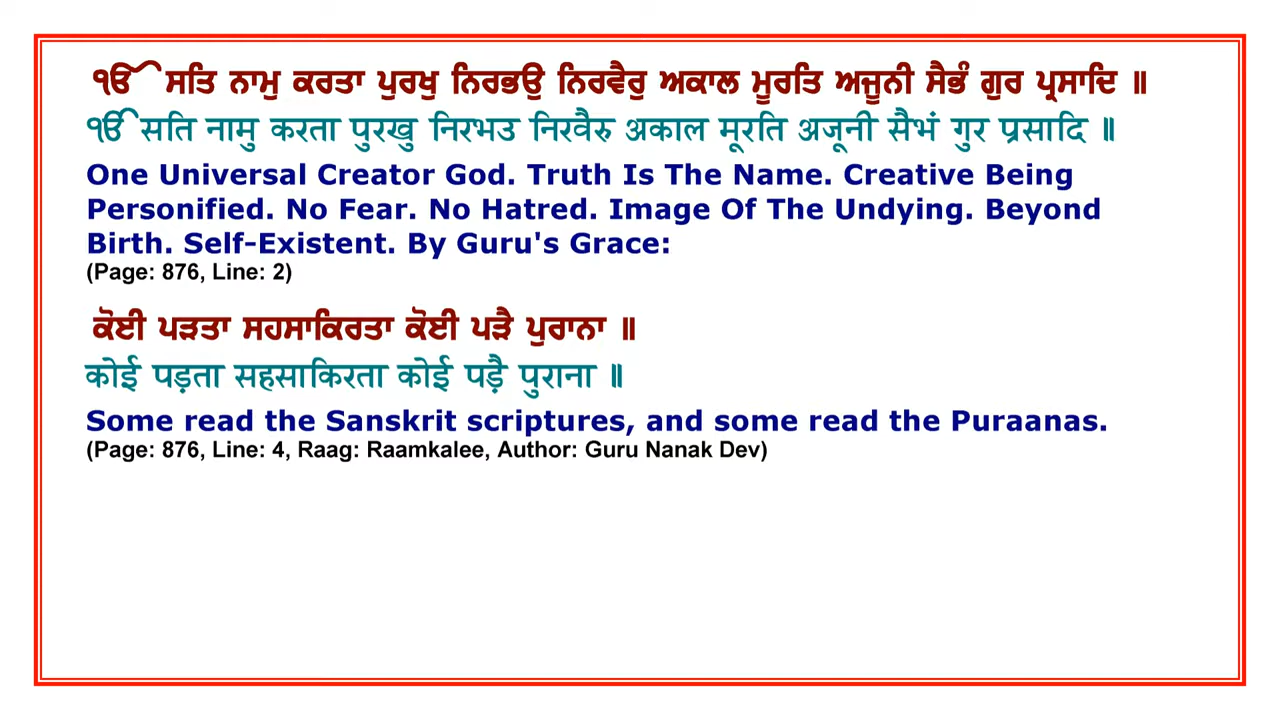 ੴ ਸਤਿ ਨਾਮੁ ਕਰਤਾ ਪੁਰਖੁ ਨਿਰਭਉ ਨਿਰਵੈਰੁ ਅਕਾਲ ਮੂਰਤਿ ਅਜੂਨੀ ਸੈਭੰ ਗੁਰ ਪ੍ਰਸਾਦਿ ॥
ੴ सति नामु करता पुरखु निरभउ निरवैरु अकाल मूरति अजूनी सैभं गुर प्रसादि ॥
One Universal Creator God. Truth Is The Name. Creative Being
Personified. No Fear. No Hatred. Image Of The Undying. Beyond
Birth. Self-Existent. By Guru's Grace:
(Page: 876, Line: 2)
ਕੋਈ ਪੜਤਾ ਸਹਸਾਕਿਰਤਾ ਕੋਈ ਪੜੈ ਪੁਰਾਨਾ ॥
कोई पड़ता सहसाकिरता कोई पड़ै पुराना ॥
Some read the Sanskrit scriptures, and some read the Puraanas.
(Page: 876, Line: 4, Raag: Raamkalee, Author: Guru Nanak Dev)